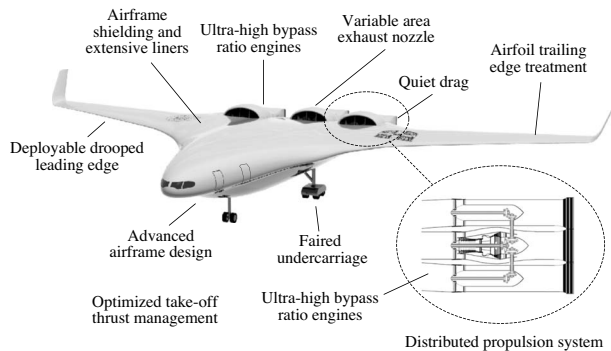 Airframe
shielding and
extensive liners
Ultra-high bypass
ratio engines
Variable area
exhaust nozzle
Quiet drag
Airfoil trailing
edge treatment
Deployable drooped
leading edge
Advanced
airframe design
Faired
undercarriage
Optimized take-off
thrust management
Ultra-high bypass
ratio engines
Distributed propulsion system